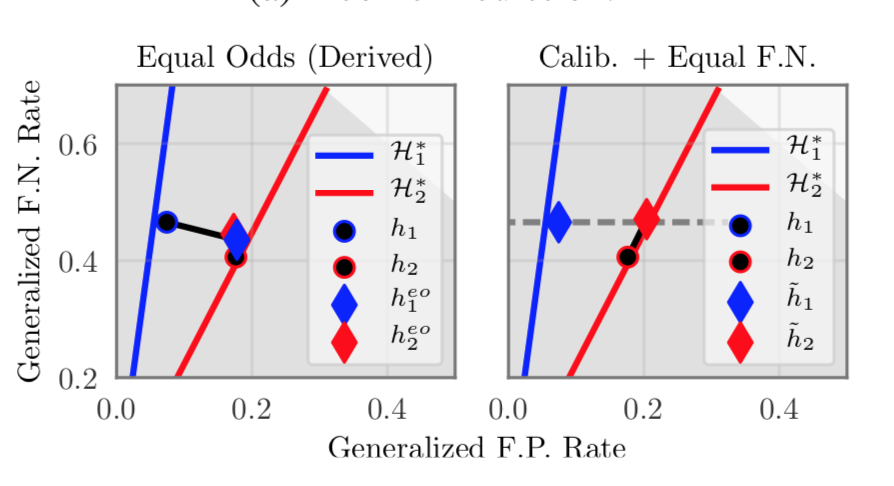 Equal Odds (Derived)
Calib. + Equal F.N.
Generalized F.N. Rate
0.6
0.4
0.2
0.0
0.2
0.4
0.0
0.2
0.4
ℋ₁*
ℋ₂*
h₁
h₂
h₁ᵉᵒ
h₂ᵉᵒ
ℋ₁*
ℋ₂*
h₁
h₂
h̃₁
h̃₂
Generalized F.P. Rate